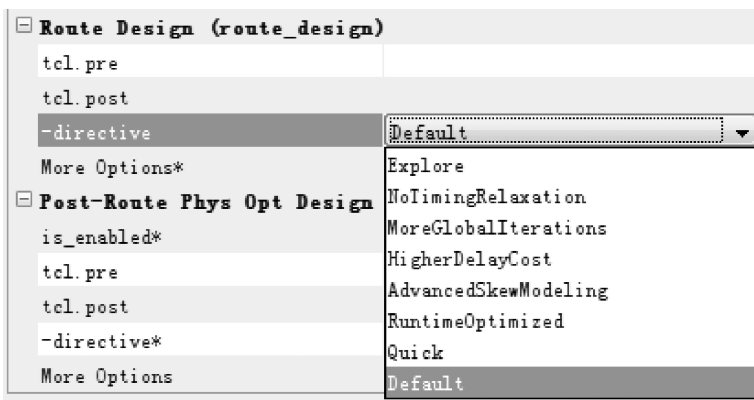 Route Design (route_design)
tcl.pre
tcl.post
-directive Default
More Options* Explore
Post-Route Phys Opt Design NoTimingRelaxation
is_enabled* MoreGlobalIterations
tcl.pre HigherDelayCost
tcl.post AdvancedSkewModeling
-directive* RuntimeOptimized
Quick
More Options Default